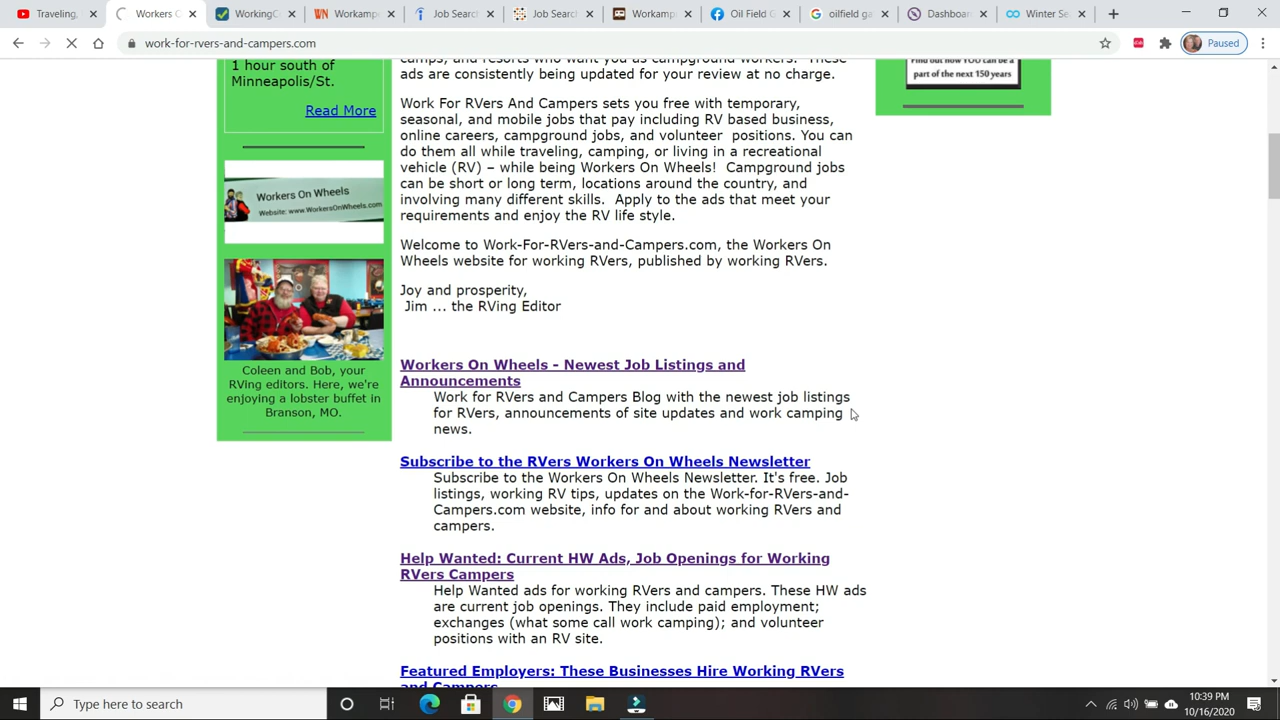 Traveling,
Workers O
WorkingC
Workamp
Job Search
Job Search
Workamp
Oil Field G
oilfield ga
Dashboar
Winter Sea
work-for-rvers-and-campers.com
Paused
1 hour south of
Minneapolis/St.
Read More
Workers On Wheels
Website: www.WorkersOnWheels.com
Coleen and Bob, your
RVing editors. Here, we're
enjoying a lobster buffet in
Branson, MO.
camps, and resorts who want you as campground workers. These
ads are consistently being updated for your review at no charge.
Work For RVers And Campers sets you free with temporary,
seasonal, and mobile jobs that pay including RV based business,
online careers, campground jobs, and volunteer positions. You can
do them all while traveling, camping, or living in a recreational
vehicle (RV) – while being Workers On Wheels! Campground jobs
can be short or long term, locations around the country, and
involving many different skills. Apply to the ads that meet your
requirements and enjoy the RV life style.
Welcome to Work-For-RVers-and-Campers.com, the Workers On
Wheels website for working RVers, published by working RVers.
Joy and prosperity,
Jim ... the RVing Editor
Workers On Wheels - Newest Job Listings and
Announcements
Work for RVers and Campers Blog with the newest job listings
for RVers, announcements of site updates and work camping
news.
Subscribe to the RVers Workers On Wheels Newsletter
Subscribe to the Workers On Wheels Newsletter. It's free. Job
listings, working RV tips, updates on the Work-for-RVers-and-
Campers.com website, info for and about working RVers and
campers.
Help Wanted: Current HW Ads, Job Openings for Working
RVers Campers
Help Wanted ads for working RVers and campers. These HW ads
are current job openings. They include paid employment;
exchanges (what some call work camping); and volunteer
positions with an RV site.
Featured Employers: These Businesses Hire Working RVers
and Campers
Find out how YOU can be a
part of the next 150 years
Type here to search
10:39 PM
10/16/2020